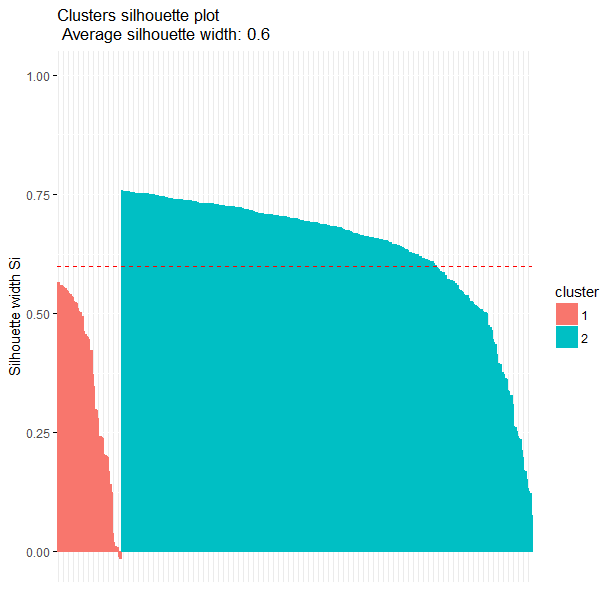 Clusters silhouette plot
Average silhouette width: 0.6
1.00
0.75
0.50
0.25
0.00
Silhouette width Si
cluster
1
2